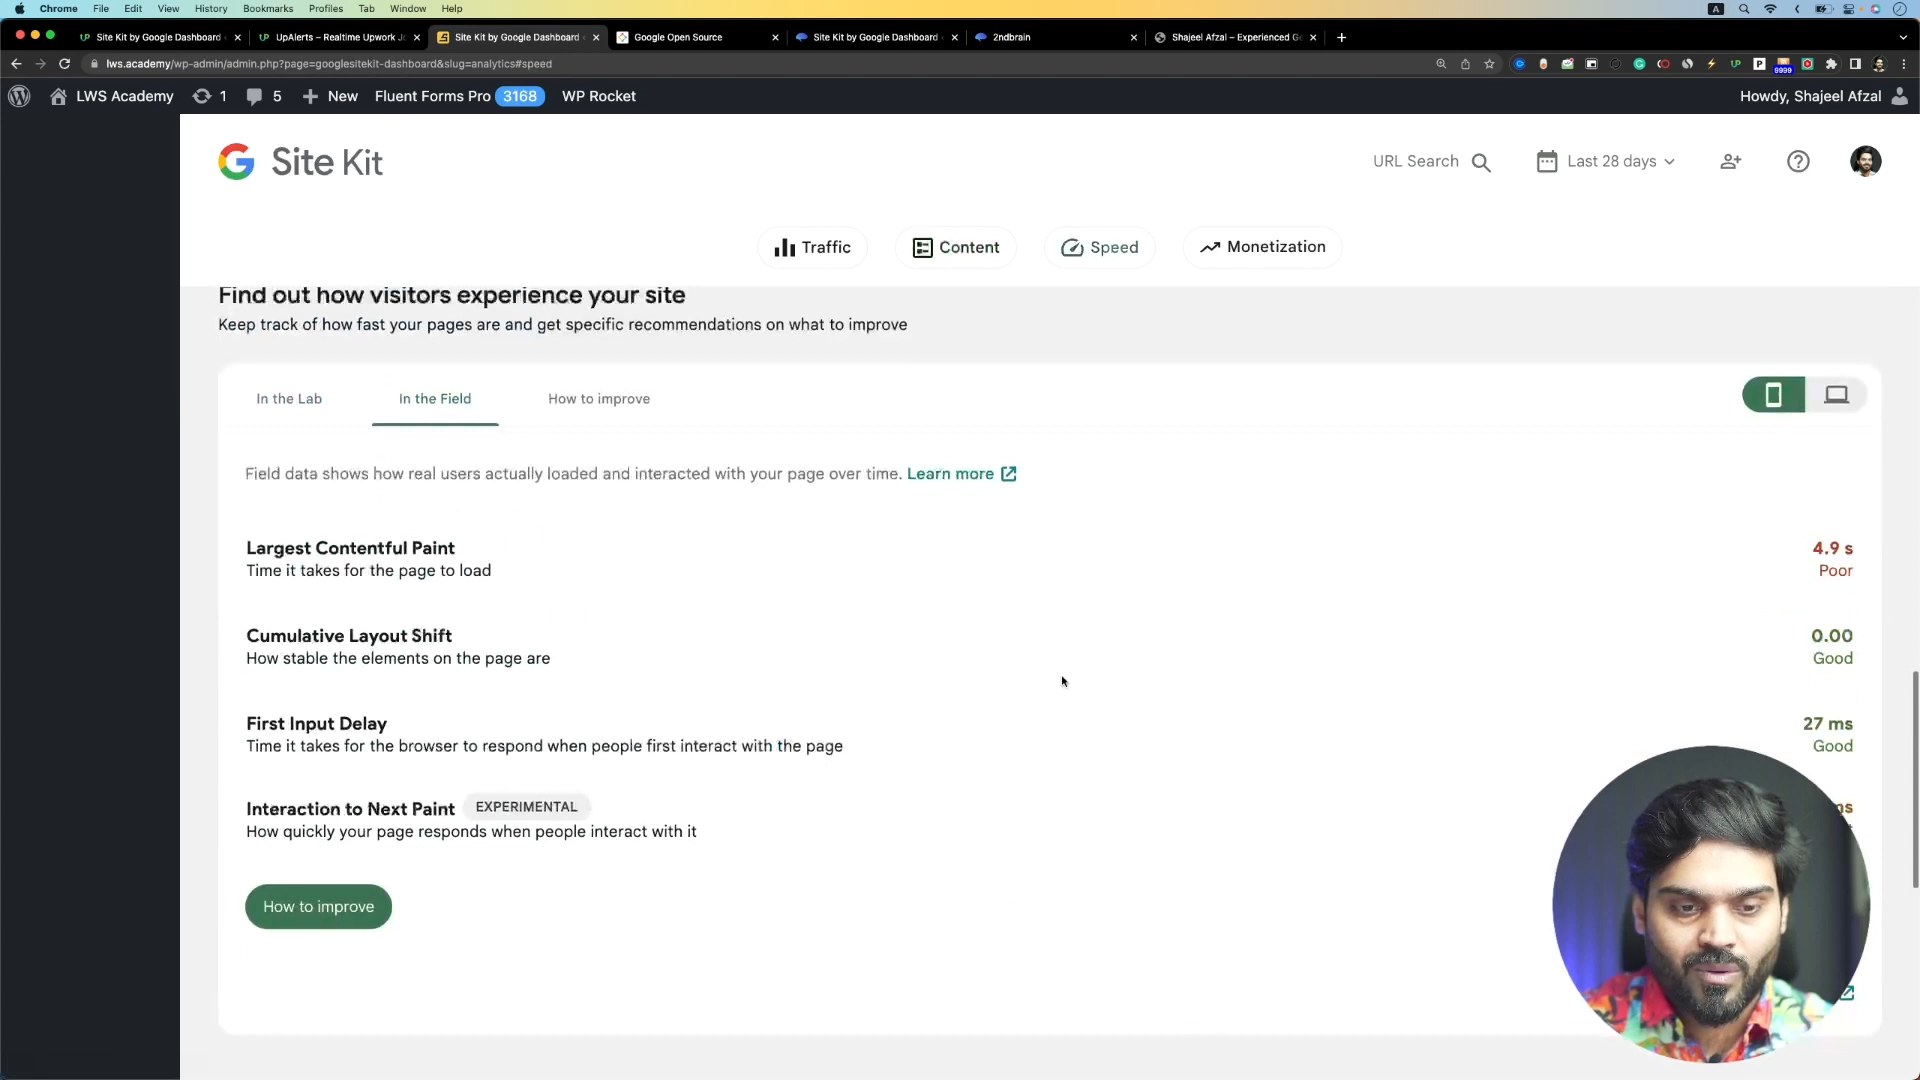 Chrome File Edit View History Bookmarks Profiles Tab Window Help
Site Kit by Google Dashboard
UpAlerts – Realtime Upwork Jo
Site Kit by Google Dashboard
Google Open Source
Site Kit by Google Dashboard
2ndbrain
Shajeel Afzal – Experienced Ge
lws.academy/wp-admin/admin.php?page=googlesitekit-dashboard&slug=analytics#speed
9999
LWS Academy 1 5 New Fluent Forms Pro 3168 WP Rocket Howdy, Shajeel Afzal
Site Kit
URL Search Last 28 days
Traffic Content Speed Monetization
Find out how visitors experience your site
Keep track of how fast your pages are and get specific recommendations on what to improve
In the Lab In the Field How to improve
Field data shows how real users actually loaded and interacted with your page over time. Learn more
Largest Contentful Paint 4.9 s
Time it takes for the page to load Poor
Cumulative Layout Shift 0.00
How stable the elements on the page are Good
First Input Delay 27 ms
Time it takes for the browser to respond when people first interact with the page Good
Interaction to Next Paint EXPERIMENTAL
How quickly your page responds when people interact with it
How to improve